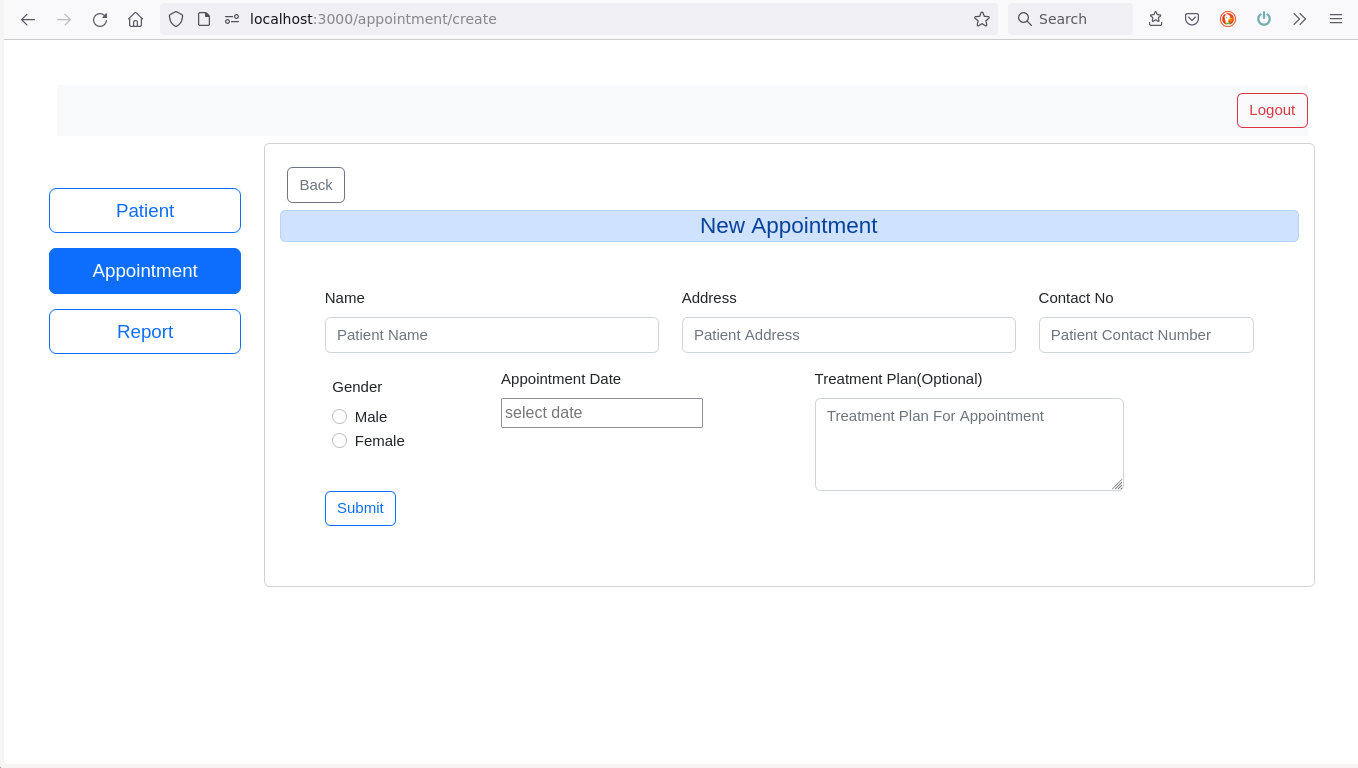 localhost:3000/appointment/create
Search
Logout
Back
New Appointment
Patient
Appointment
Report
Name Address Contact No
Patient Name Patient Address Patient Contact Number
Gender Appointment Date Treatment Plan(Optional)
select date Treatment Plan For Appointment
Male
Female
Submit